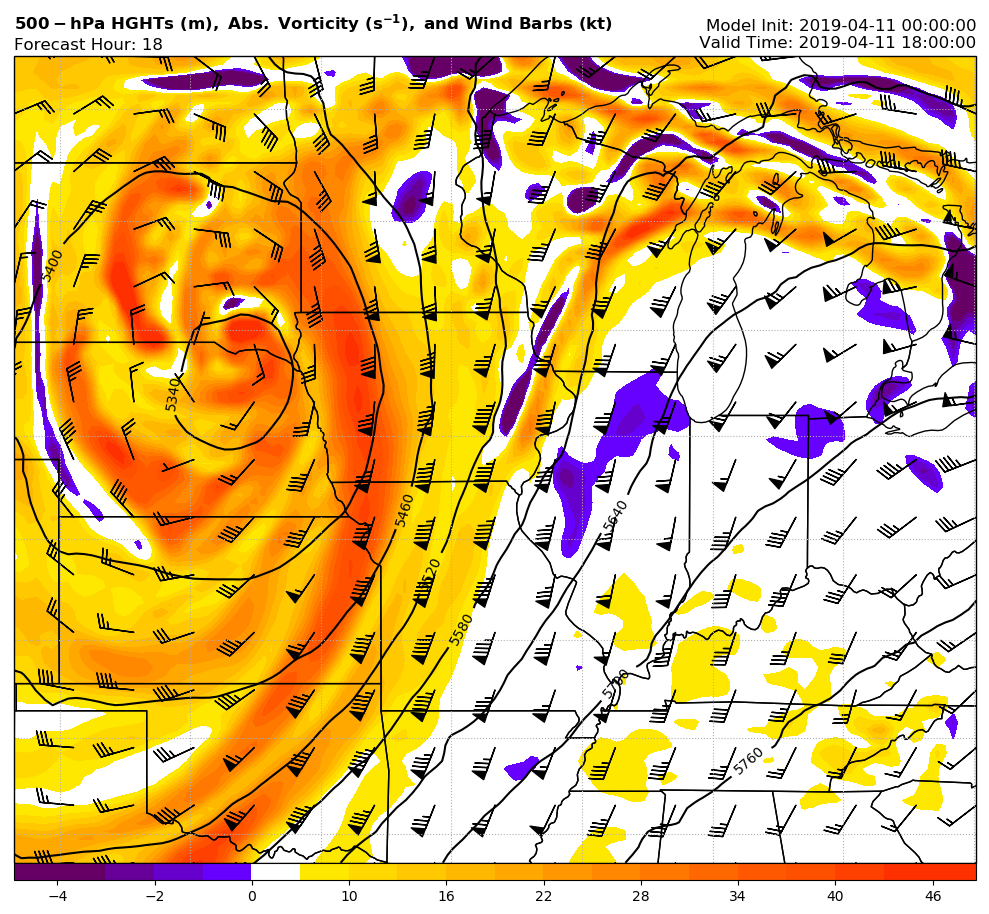 500 − hPa HGHTs (m), Abs. Vorticity (s⁻¹), and Wind Barbs (kt)
Model Init: 2019-04-11 00:00:00
Forecast Hour: 18
Valid Time: 2019-04-11 18:00:00
5400
5340
5460
5640
5520
5580
5700
5760
−4 −2 0 10 16 22 28 34 40 46